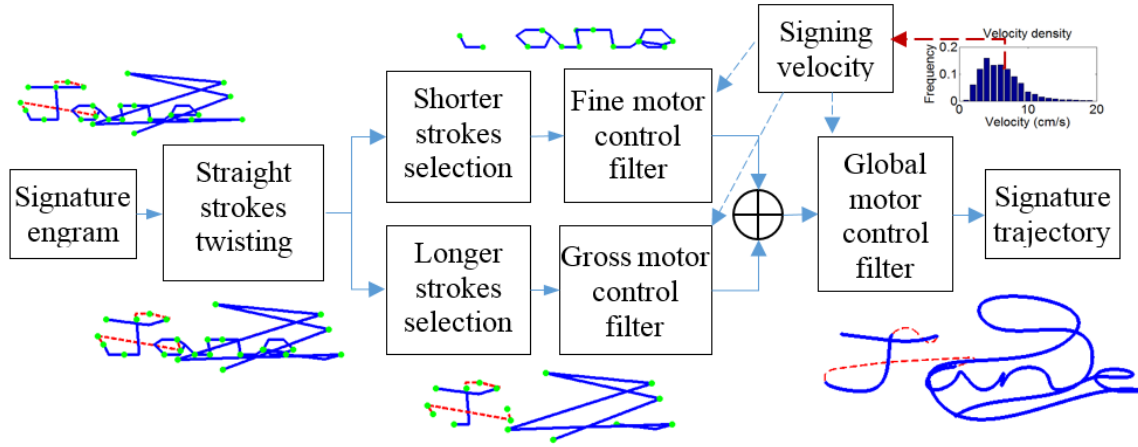 Signing
velocity
Velocity density
Frequency
0.2
0.1
0
0
10
20
Velocity (cm/s)
Shorter
strokes
selection
Fine motor
control
filter
Signature
engram
Straight
strokes
twisting
Global
motor
control
filter
Signature
trajectory
Longer
strokes
selection
Gross motor
control
filter